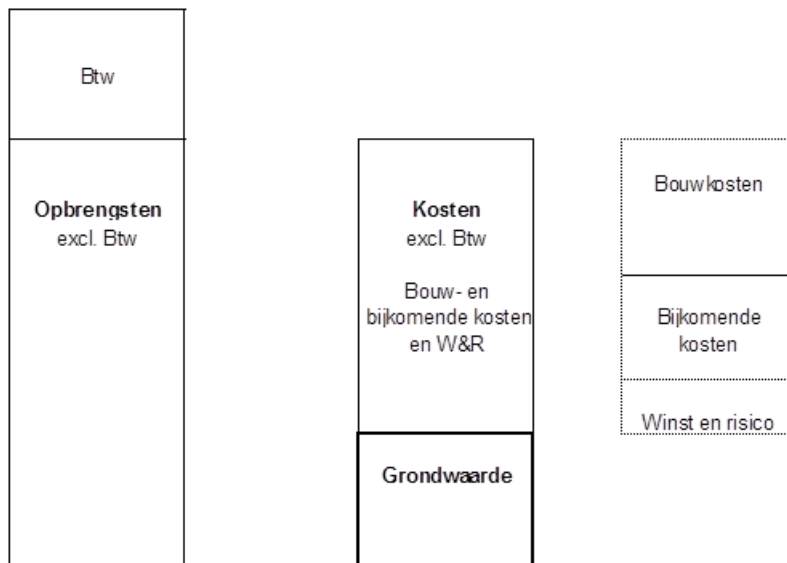 Btw
Opbrengsten
excl. Btw
Kosten
excl. Btw
Bouw- en
bijkomende kosten
en W&R
Grondwaarde
Bouwkosten
Bijkomende
kosten
Winst en risico